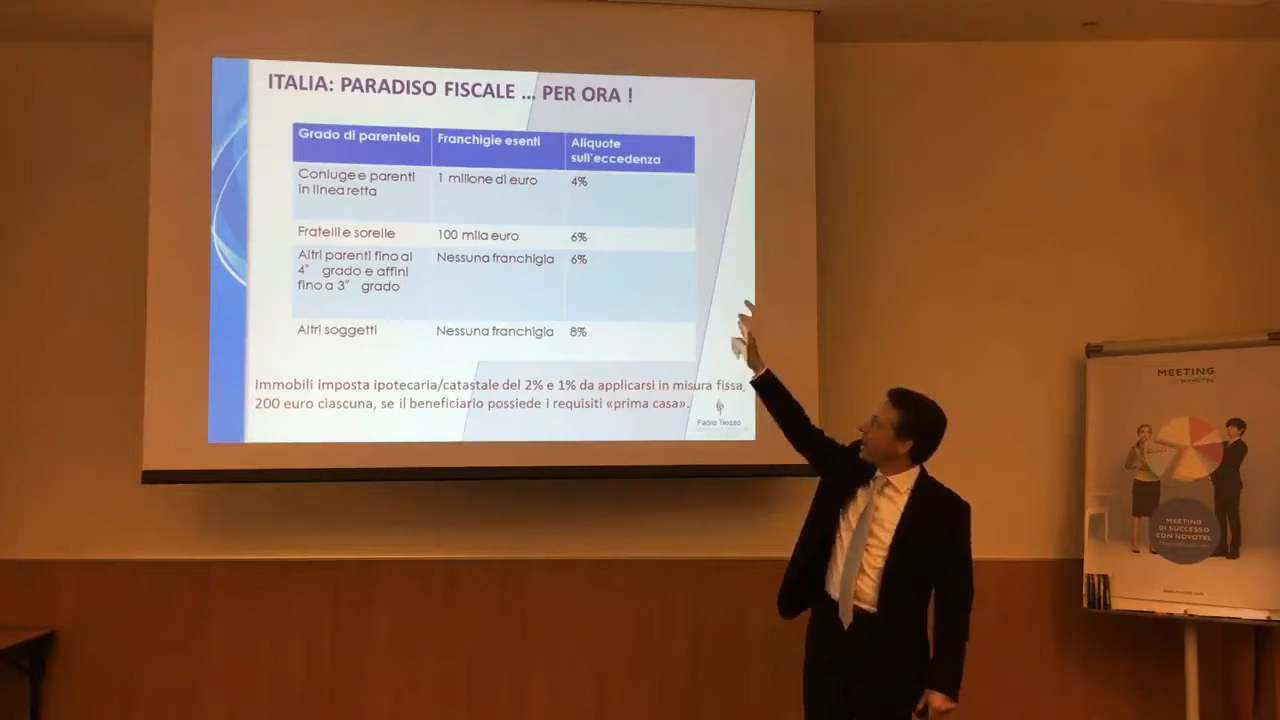 ITALIA: PARADISO FISCALE ... PER ORA !
Grado di parentela
Franchigie esenti
Aliquote
sull'eccedenza
Coniuge e parenti
in linea retta
1 milione di euro
4%
Fratelli e sorelle
100 mila euro
6%
Altri parenti fino al
4° grado e affini
fino a 3° grado
Nessuna franchigia
6%
Altri soggetti
Nessuna franchigia
8%
Immobili imposta ipotecaria/catastale del 2% e 1% da applicarsi in misura fissa,
200 euro ciascuna, se il beneficiario possiede i requisiti «prima casa».
Fabio Tiozzo
MEETING
NOVOTEL
MEETING
DI SUCCESSO
CON NOVOTEL